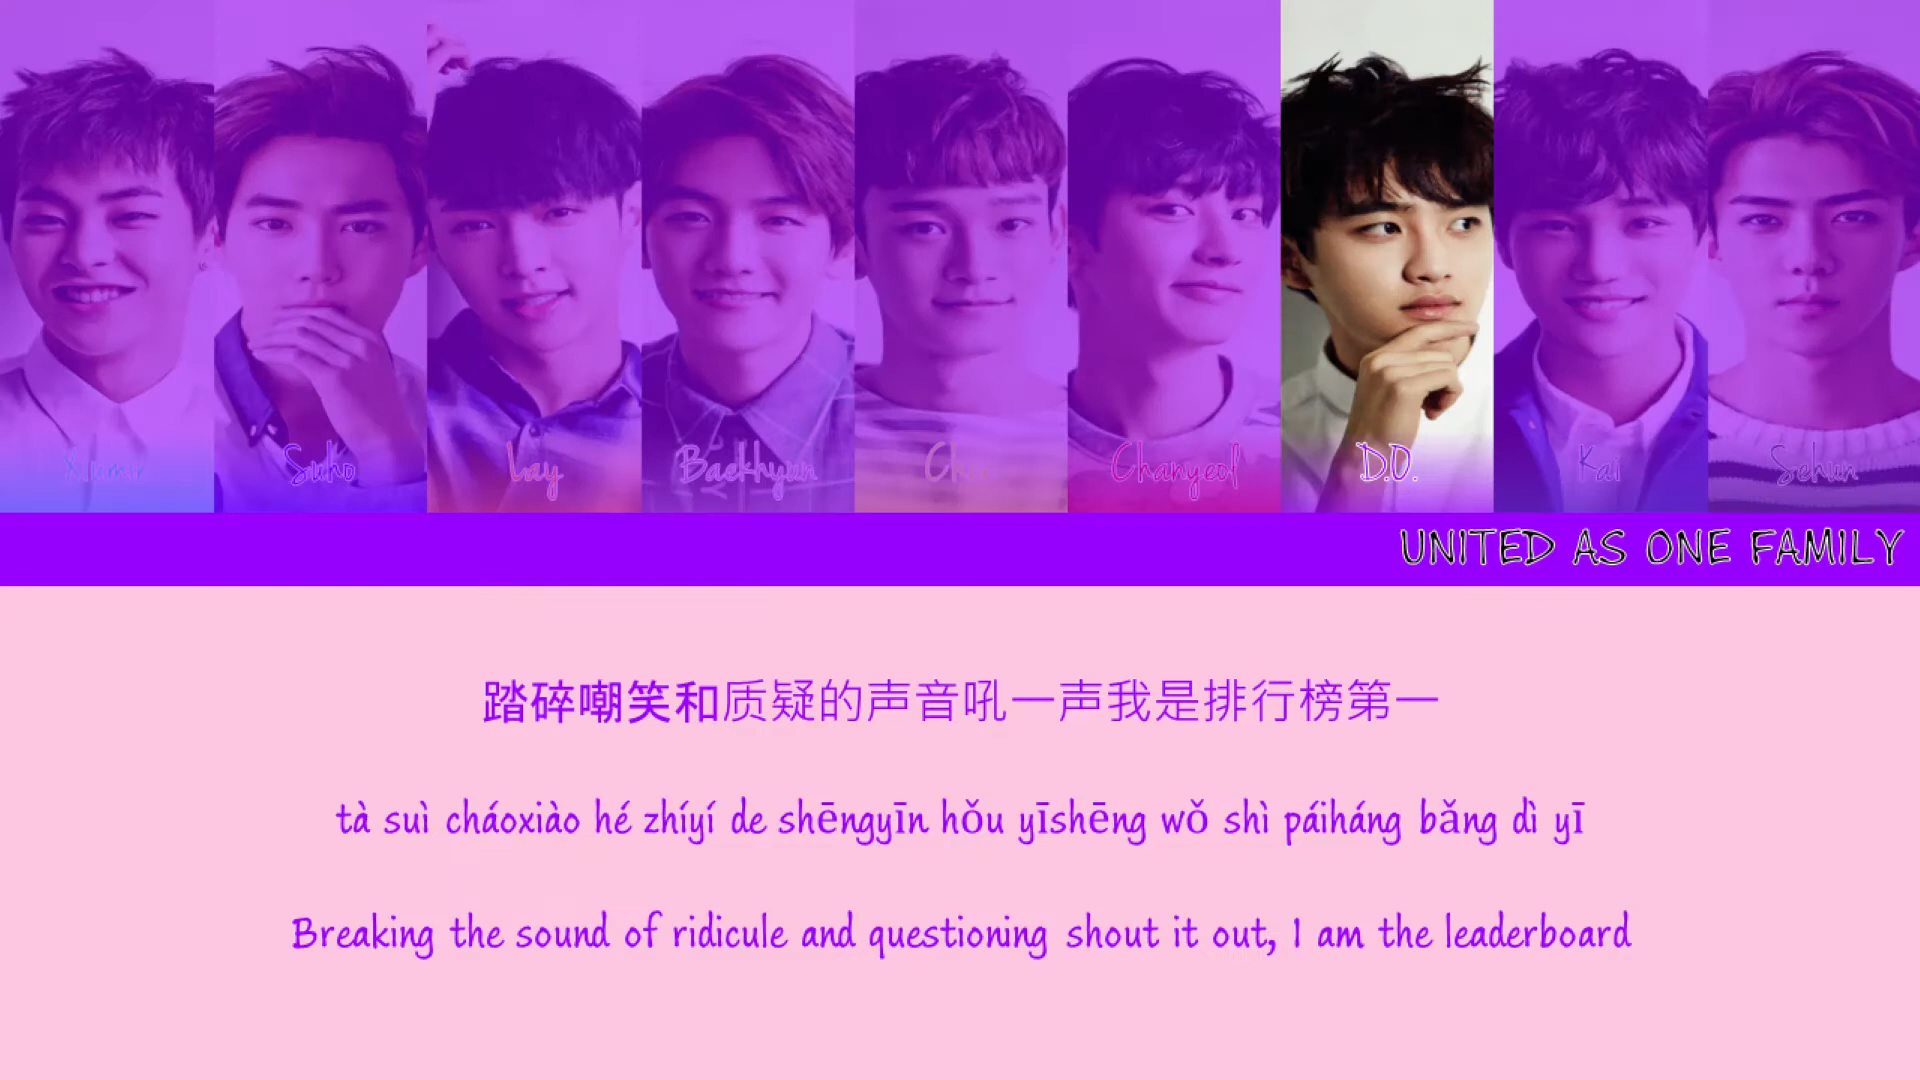 Xiumin Suho Lay Baekhyun Chen Chanyeol D.O. Kai Sehun
UNITED AS ONE FAMILY
踏碎嘲笑和质疑的声音吼一声我是排行榜第一
tà suì cháoxiào hé zhíyí de shēngyīn hǒu yīshēng wǒ shì páiháng bǎng dì yī
Breaking the sound of ridicule and questioning shout it out, I am the leaderboard